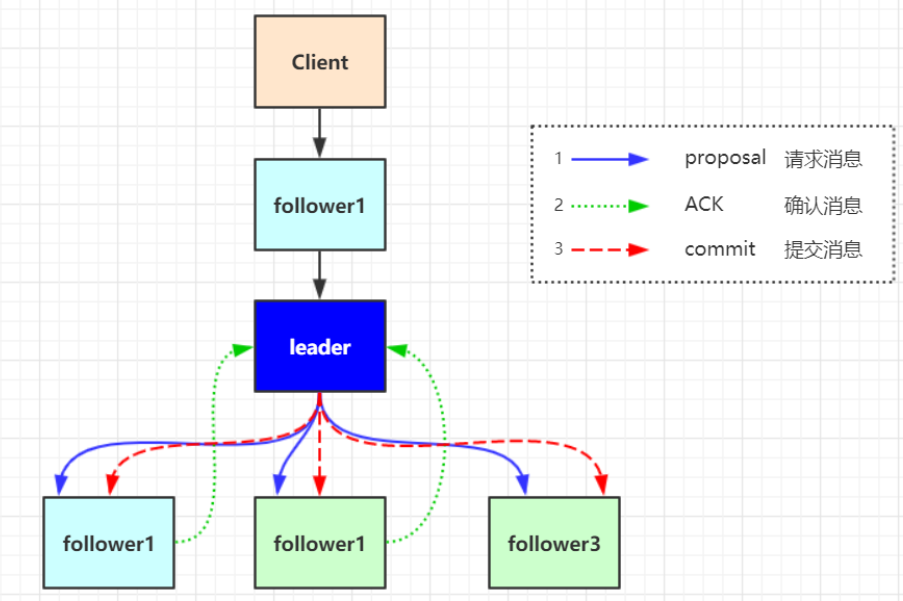 Client
follower1
1 proposal 请求消息
2 ACK 确认消息
3 commit 提交消息
leader
follower1
follower1
follower3